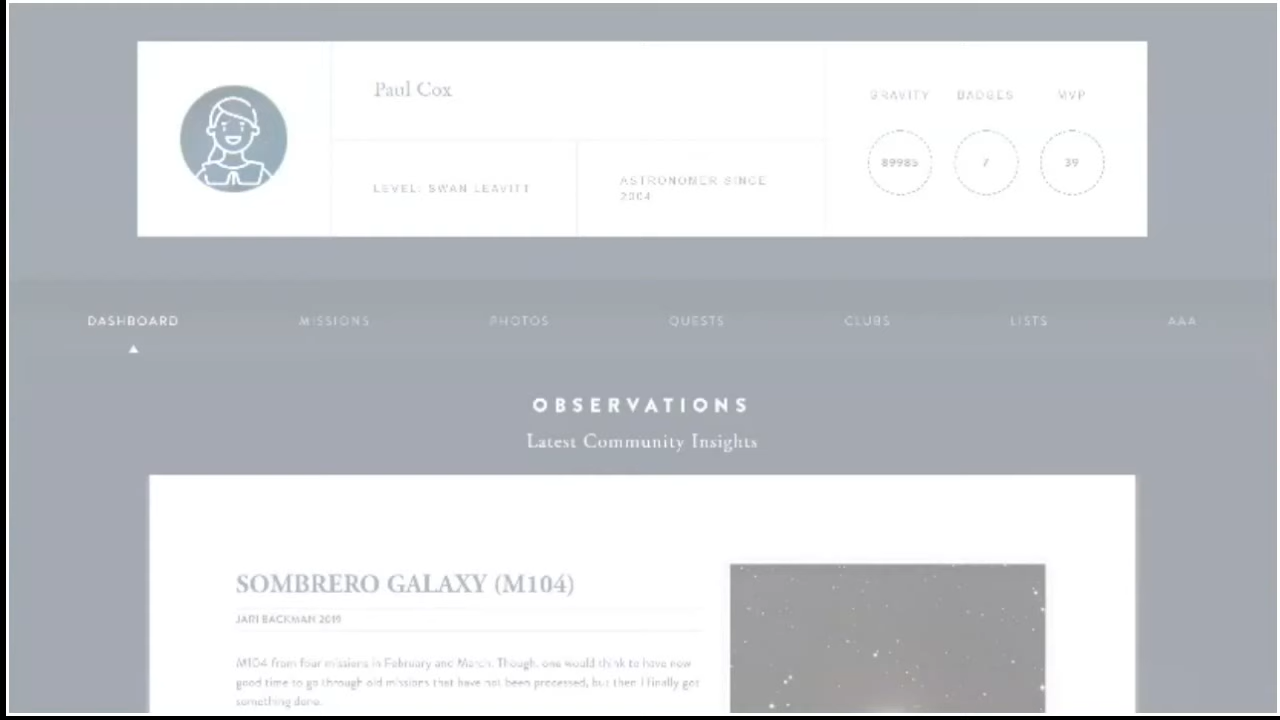 Paul Cox
LEVEL: SWAN LEAVITT
ASTRONOMER SINCE
2004
GRAVITY BADGES MVP
89985 7 39
DASHBOARD MISSIONS PHOTOS QUESTS CLUBS LISTS AAA
OBSERVATIONS
Latest Community Insights
SOMBRERO GALAXY (M104)
JARI BACKMAN 2019
M104 from four missions in February and March. Though, one would think to have now
good time to go through old missions that have not been processed, but then I finally got
something done.